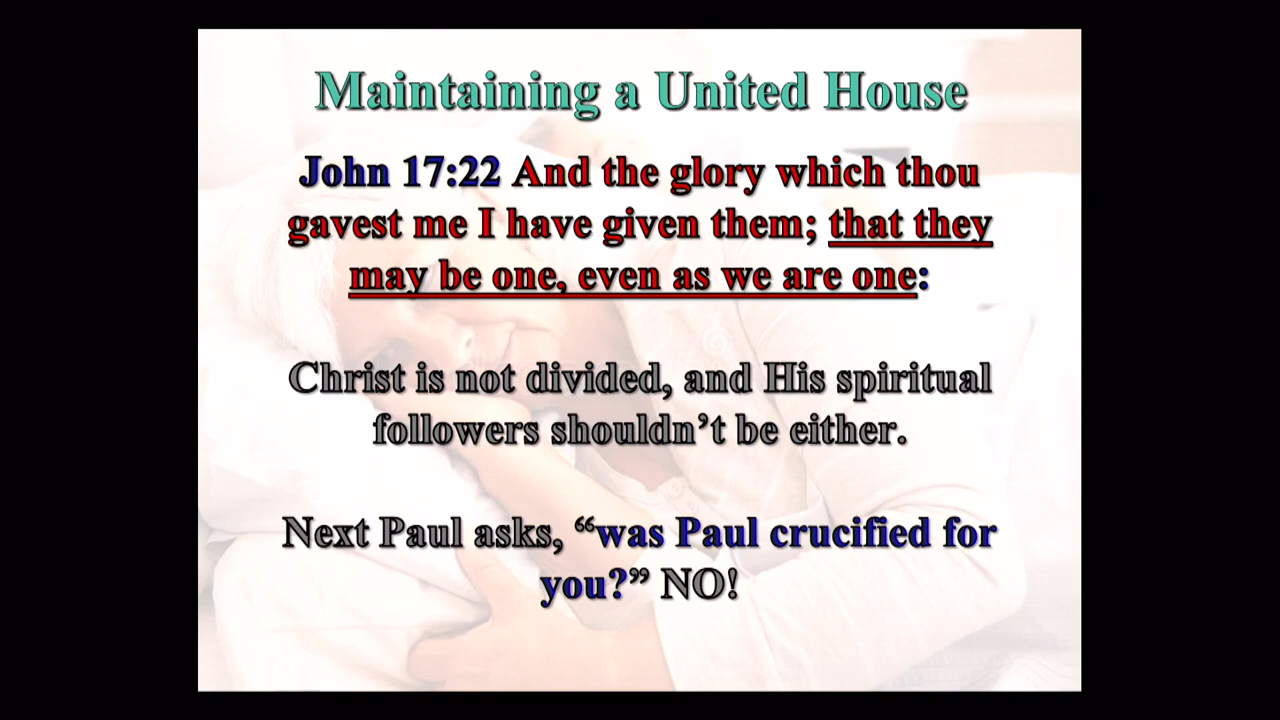 Maintaining a United House
John 17:22 And the glory which thou
gavest me I have given them; that they
may be one, even as we are one:
Christ is not divided, and His spiritual
followers shouldn’t be either.
Next Paul asks, “was Paul crucified for
you?” NO!